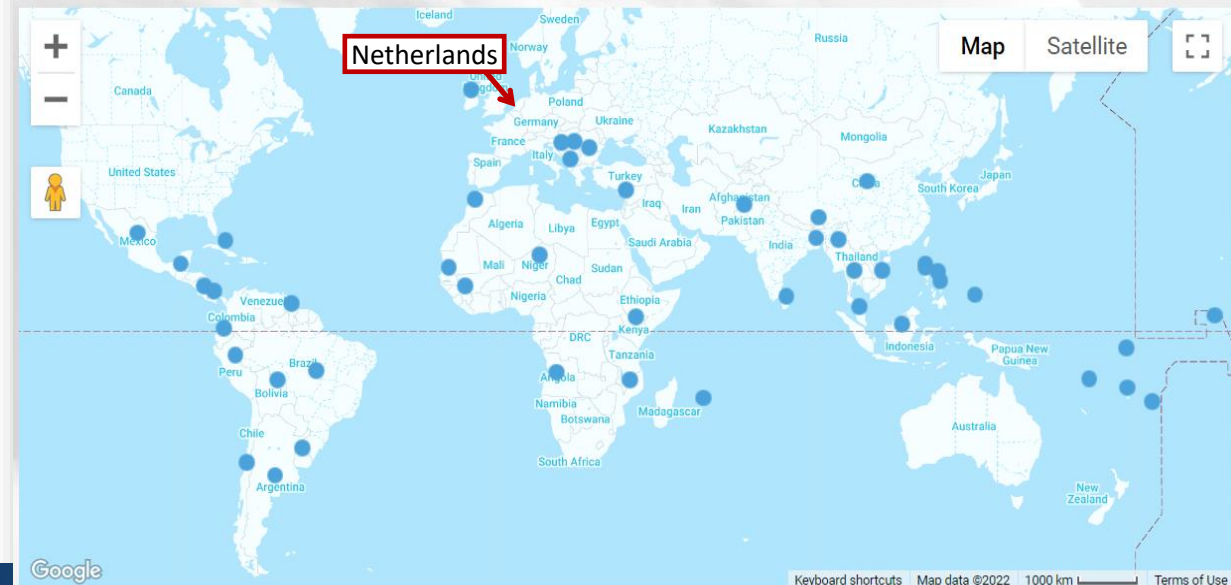 Iceland
Sweden
Russia
Map
Satellite
Netherlands
Norway
United
Kingdom
Canada
Poland
Germany
Ukraine
France
Kazakhstan
Mongolia
Italy
Spain
United States
Turkey
Japan
China
South Korea
Afghanistan
Iraq
Iran
Pakistan
Algeria
Libya
Egypt
Saudi Arabia
India
Mexico
Mali
Niger
Sudan
Chad
Thailand
Nigeria
Ethiopia
Venezuela
Colombia
DRC
Kenya
Indonesia
Papua New
Guinea
Tanzania
Peru
Brazil
Angola
Bolivia
Namibia
Botswana
Madagascar
Australia
Chile
South Africa
Argentina
New
Zealand
Google
Keyboard shortcuts Map data ©2022 1000 km Terms of Use